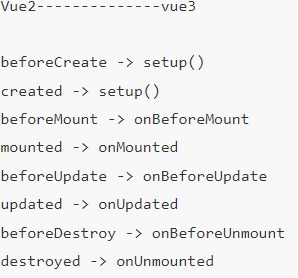 Vue2--------------vue3
beforeCreate -> setup()
created -> setup()
beforeMount -> onBeforeMount
mounted -> onMounted
beforeUpdate -> onBeforeUpdate
updated -> onUpdated
beforeDestroy -> onBeforeUnmount
destroyed -> onUnmounted